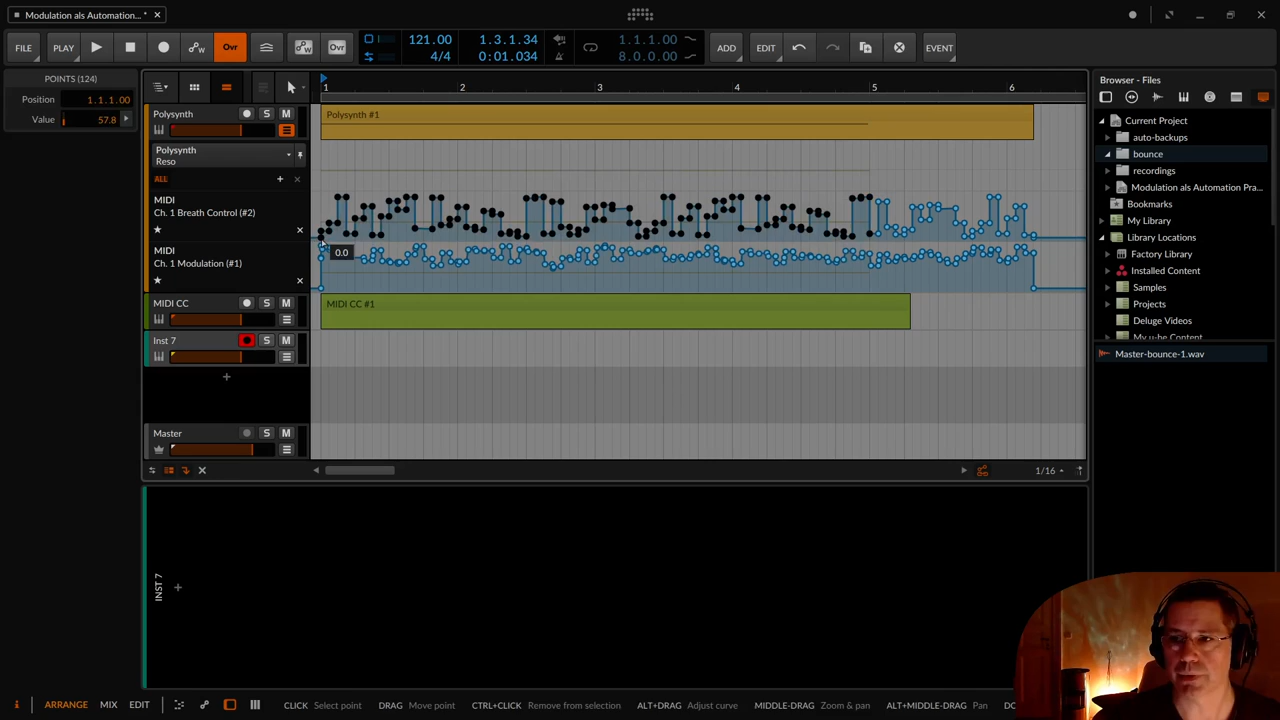 Modulation als Automation... *
FILE
PLAY
Ovr
Ovr
121.00
4/4
1.3.1.34
0:01.034
1.1.1.00
8.0.0.00
ADD
EDIT
EVENT
POINTS (124)
Position
1.1.1.00
Value
57.8
1
2
3
4
5
6
Polysynth
S
M
Polysynth #1
Polysynth
Reso
ALL
MIDI
Ch. 1 Breath Control (#2)
0.0
MIDI
Ch. 1 Modulation (#1)
MIDI CC
S
M
MIDI CC #1
Inst 7
S
M
Master
S
M
1/16
INST 7
Browser - Files
Current Project
auto-backups
bounce
recordings
Modulation als Automation Pra...
Bookmarks
My Library
Library Locations
Factory Library
Installed Content
Samples
Projects
Deluge Videos
My u-he Content
Master-bounce-1.wav
i
ARRANGE
MIX
EDIT
CLICK Select point
DRAG Move point
CTRL+CLICK Remove from selection
ALT+DRAG Adjust curve
MIDDLE-DRAG Zoom & pan
ALT+MIDDLE-DRAG Pan